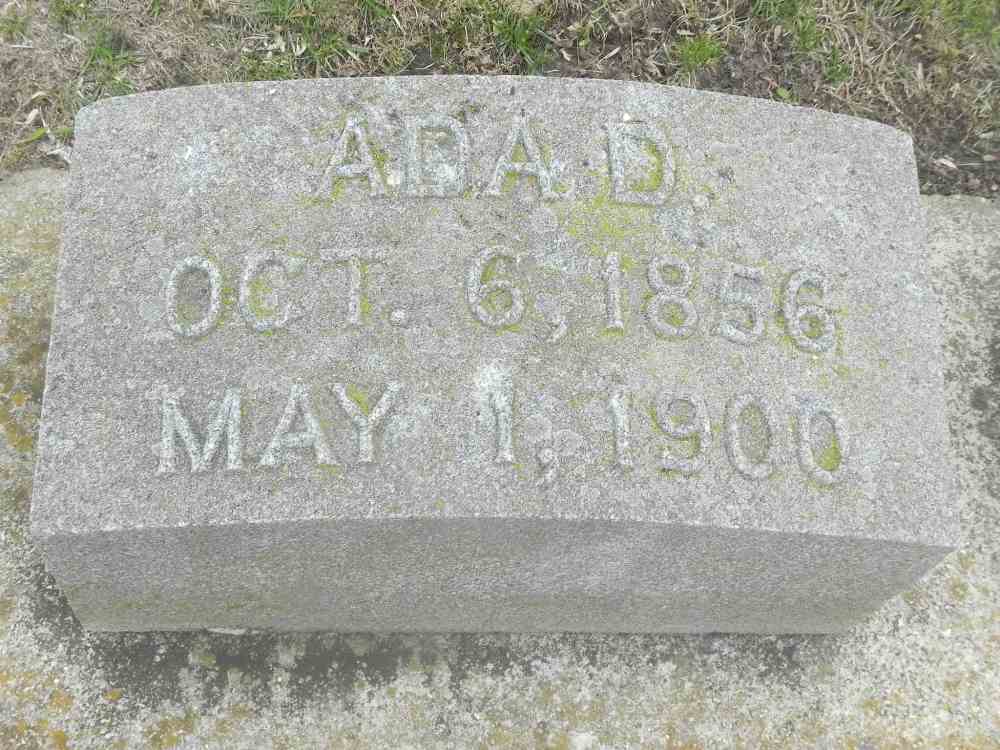 ADA D.
OCT. 6, 1856
MAY 1, 1900